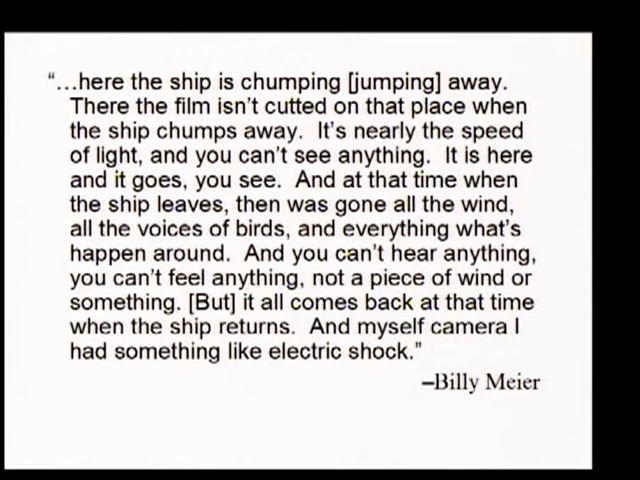 “…here the ship is chumping [jumping] away.
There the film isn’t cutted on that place when
the ship chumps away.  It’s nearly the speed
of light, and you can’t see anything.  It is here
and it goes, you see.  And at that time when
the ship leaves, then was gone all the wind,
all the voices of birds, and everything what’s
happen around.  And you can’t hear anything,
you can’t feel anything, not a piece of wind or
something. [But] it all comes back at that time
when the ship returns.  And myself camera I
had something like electric shock.”
–Billy Meier